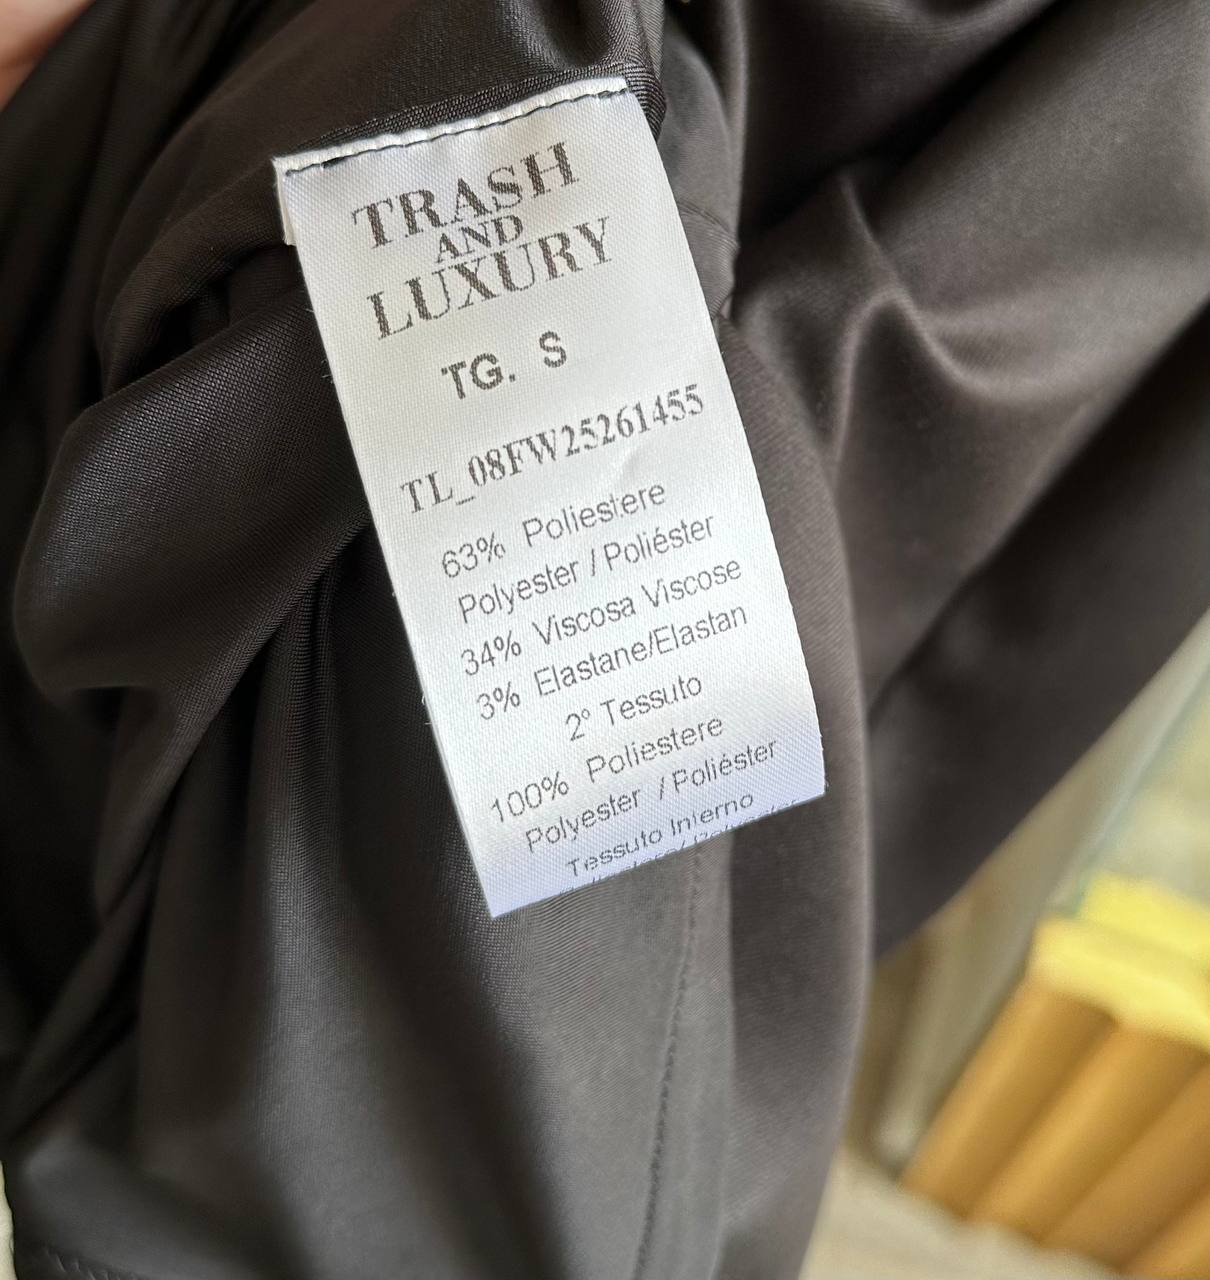 TRASH
AND
LUXURY
TG. S
TL_08FW25261455
63% Poliestere
Polyester / Poliéster
34% Viscosa Viscose
3% Elastane/Elastan
2° Tessuto
100% Poliestere
Polyester / Poliéster
Tessuto Interno